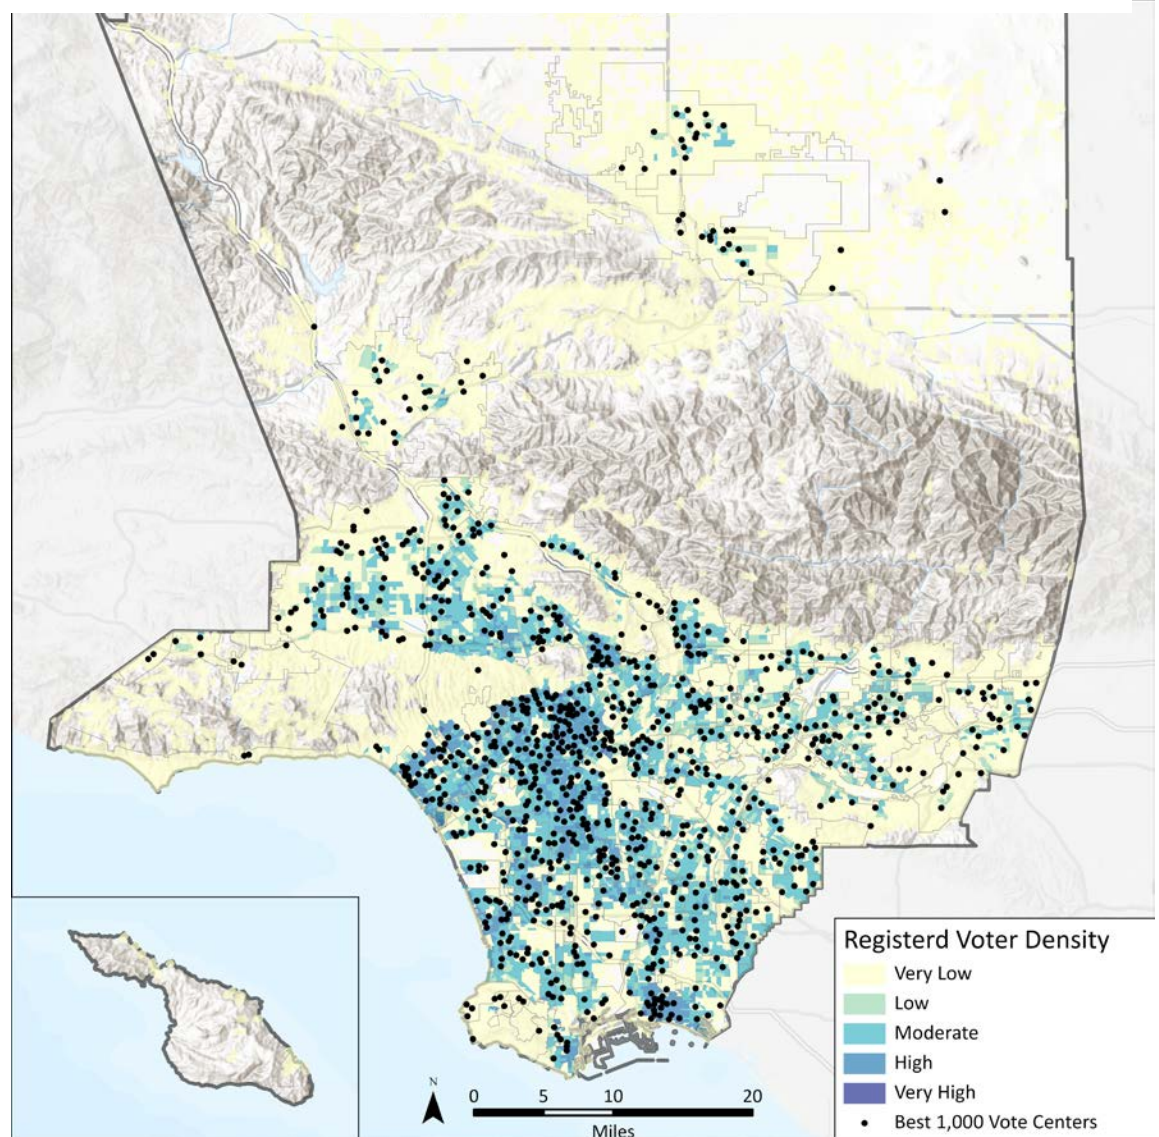 Registerd Voter Density
Very Low
Low
Moderate
High
Very High
Best 1,000 Vote Centers
N
0 5 10 20
Miles